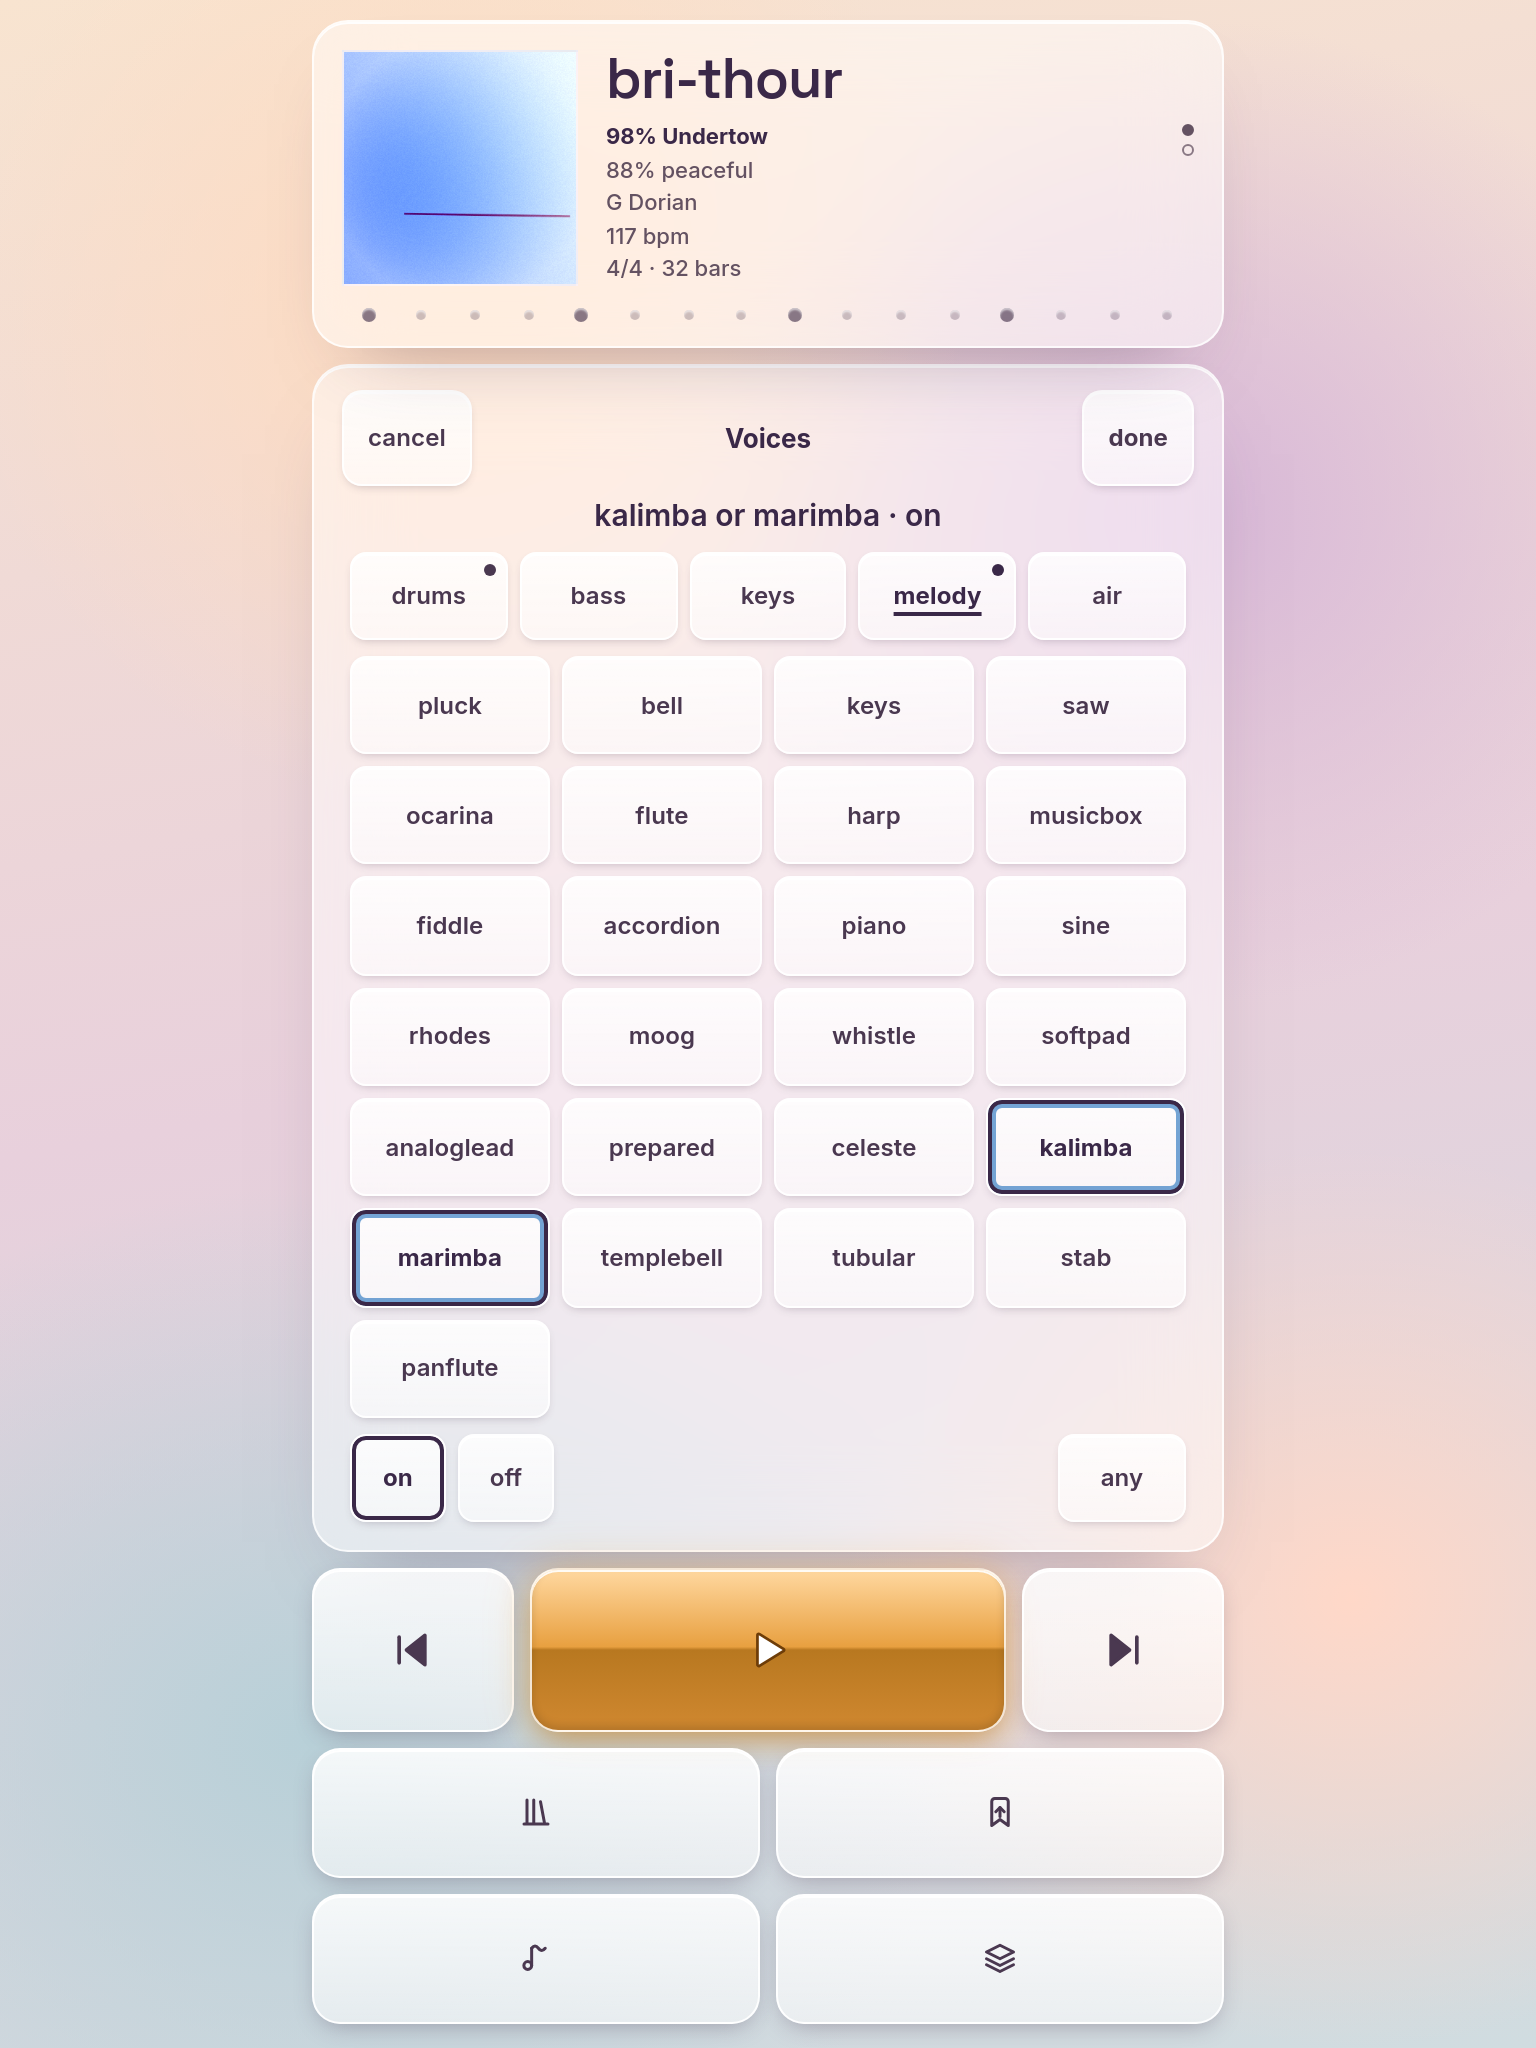 bri-thour
98% Undertow
88% peaceful
G Dorian
117 bpm
4/4 · 32 bars
cancel
Voices
done
kalimba or marimba · on
drums
bass
keys
melody
air
pluck
bell
keys
saw
ocarina
flute
harp
musicbox
fiddle
accordion
piano
sine
rhodes
moog
whistle
softpad
analoglead
prepared
celeste
kalimba
marimba
templebell
tubular
stab
panflute
on
off
any